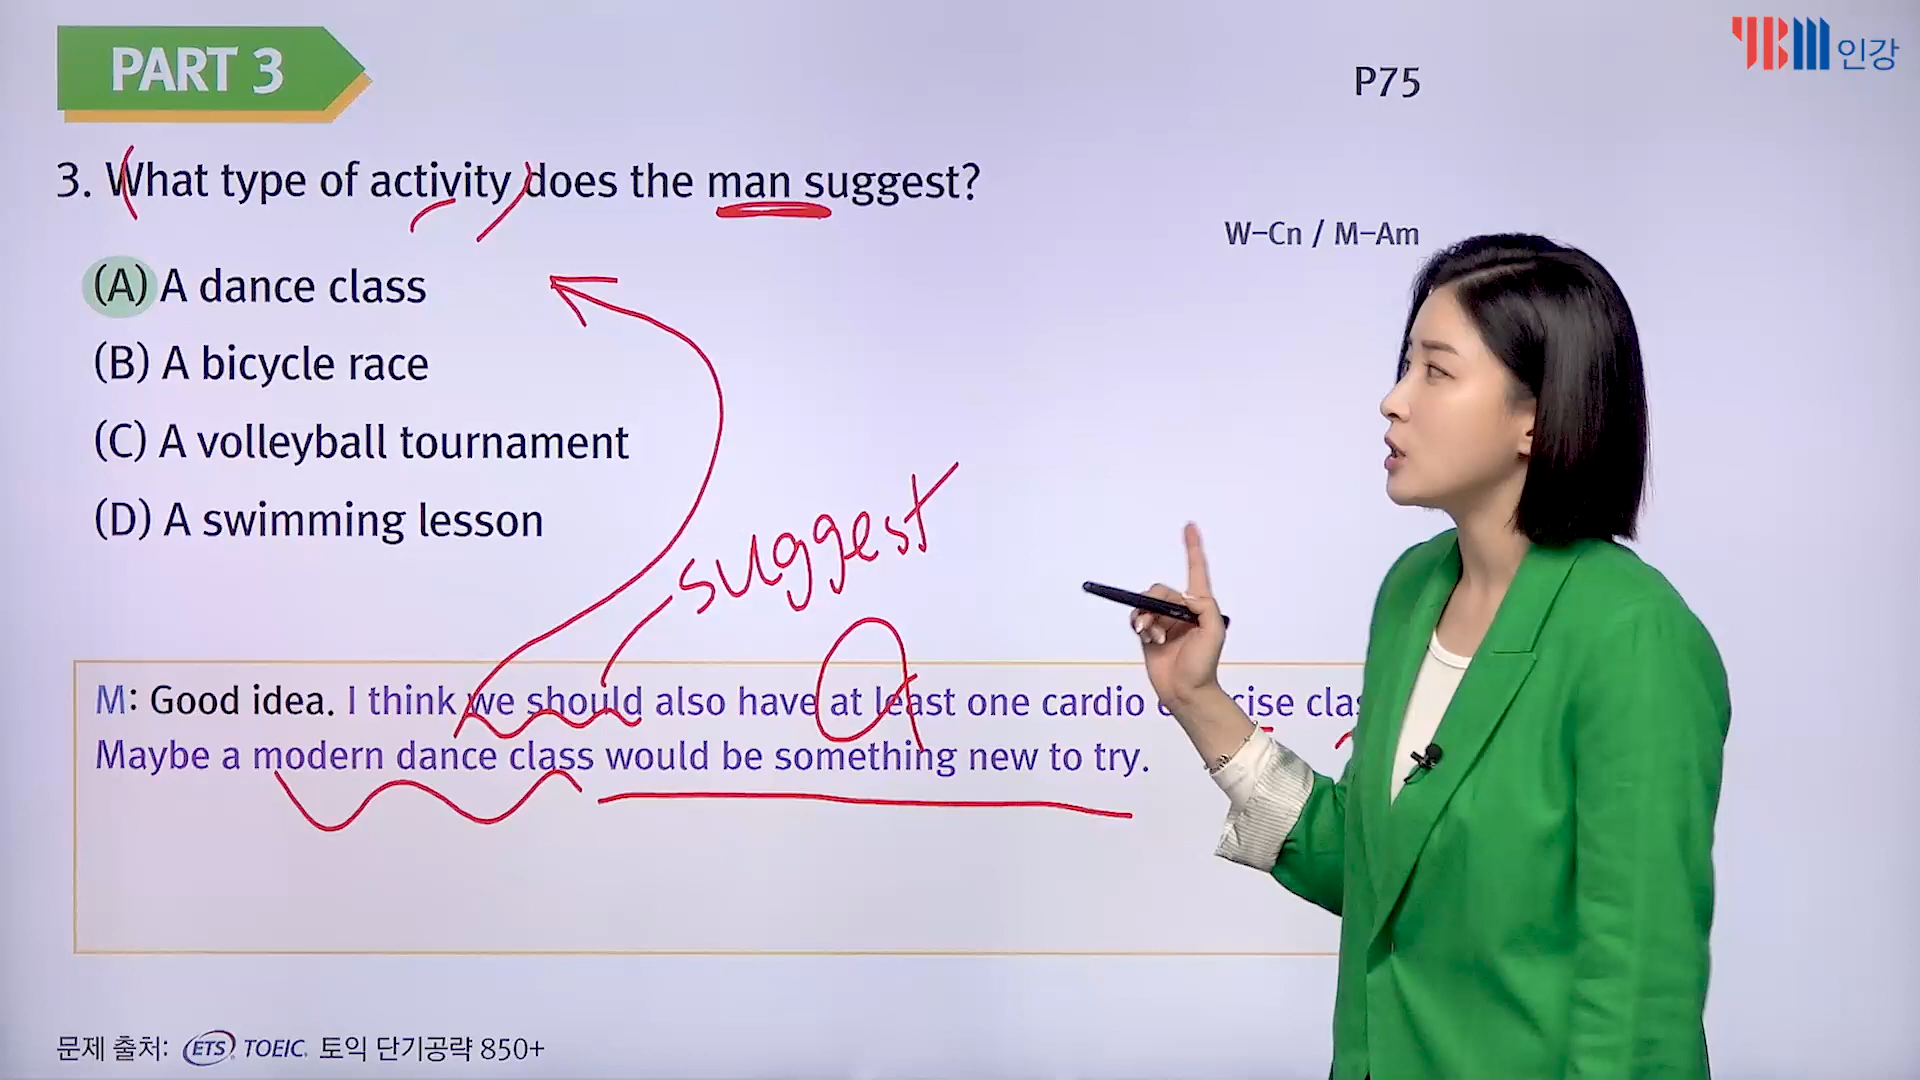 PART 3
P75
YBM 인강
3. What type of activity does the man suggest?
W-Cn / M-Am
(A) A dance class
(B) A bicycle race
(C) A volleyball tournament
(D) A swimming lesson
suggest
M: Good idea. I think we should also have at least one cardio
Maybe a modern dance class would be something new to try.
문제 출처: ETS TOEIC 토익 단기공략 850+